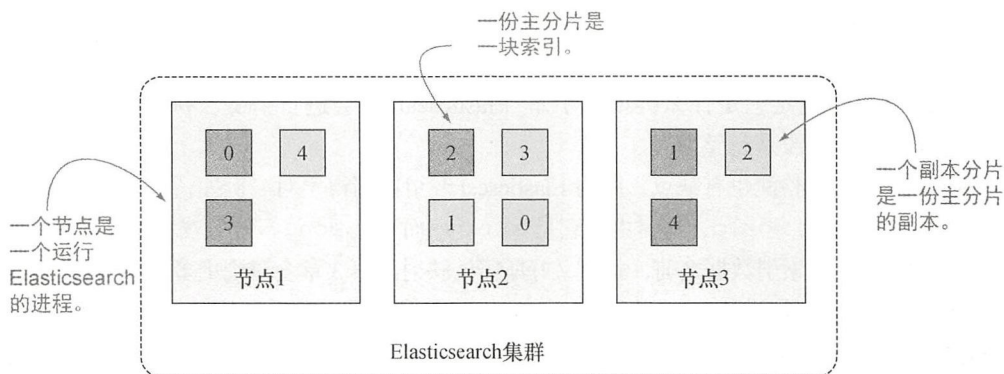 一份主分片是
一块索引。
0 4
3
节点1
2 3
1 0
节点2
1 2
4
节点3
一个节点是
一个运行
Elasticsearch
的进程。
一个副本分片
是一份主分片
的副本。
Elasticsearch集群